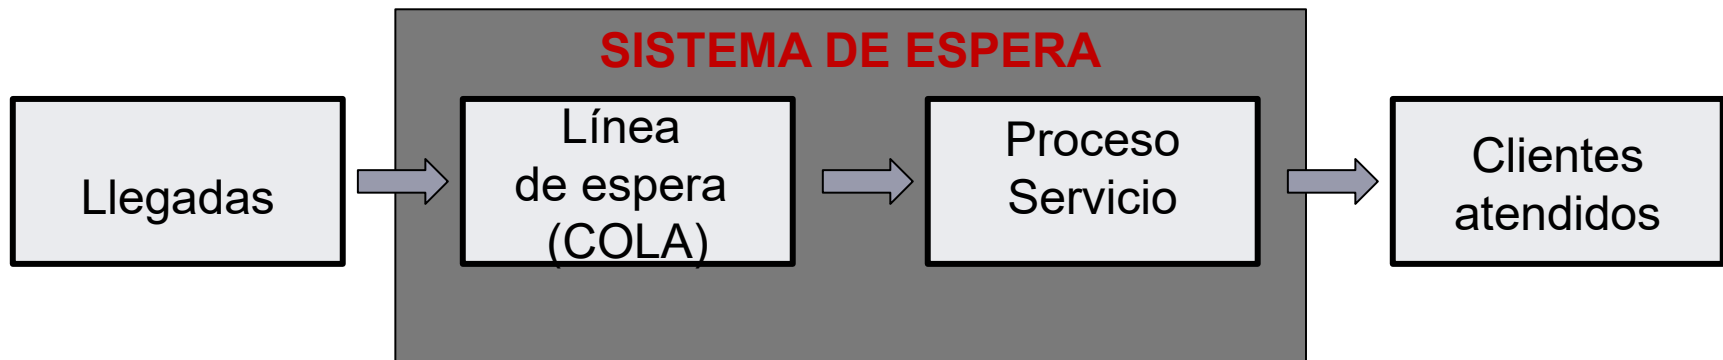 SISTEMA DE ESPERA
Llegadas
Línea
de espera
(COLA)
Proceso
Servicio
Clientes
atendidos